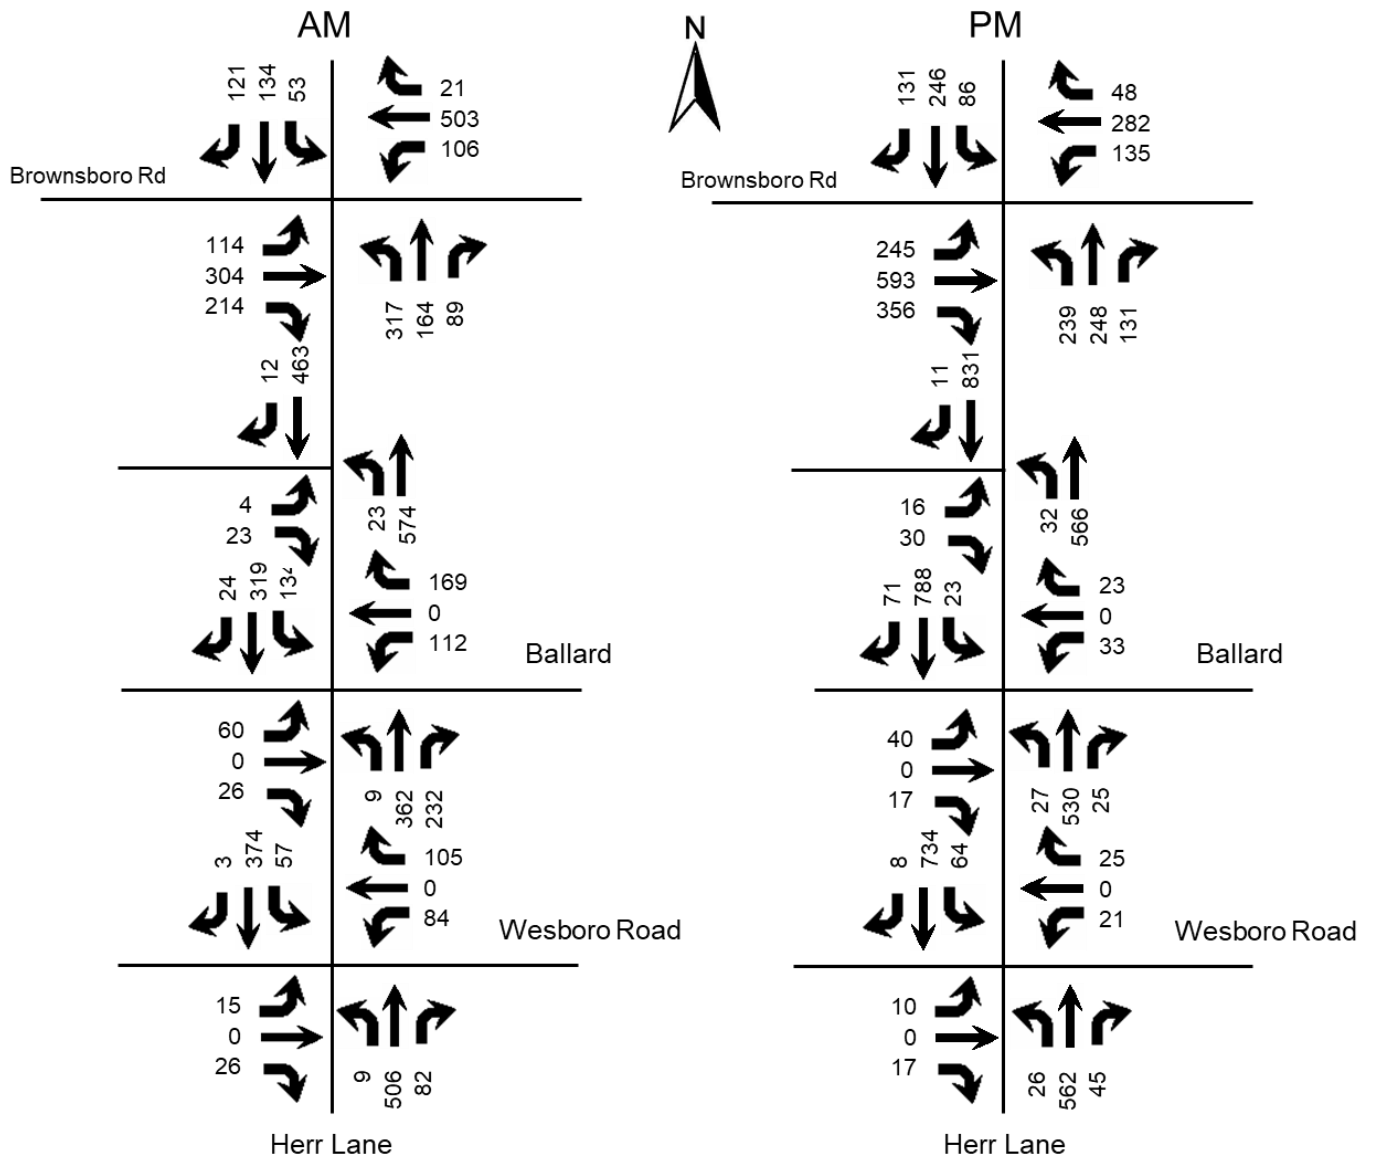 AM
N
PM
121 134 53
21
503
106
131 246 86
48
282
135
Brownsboro Rd
Brownsboro Rd
114
304
214
317 164 89
245
593
356
239 248 131
12 463
11 831
23 574
32 566
4
23
16
30
24 319 134
169
0
112
71 788 23
23
0
33
Ballard
Ballard
60
0
26
9 362 232
40
0
17
27 530 25
3 374 57
105
0
84
8 734 64
25
0
21
Wesboro Road
Wesboro Road
15
0
26
9 506 82
10
0
17
26 562 45
Herr Lane
Herr Lane